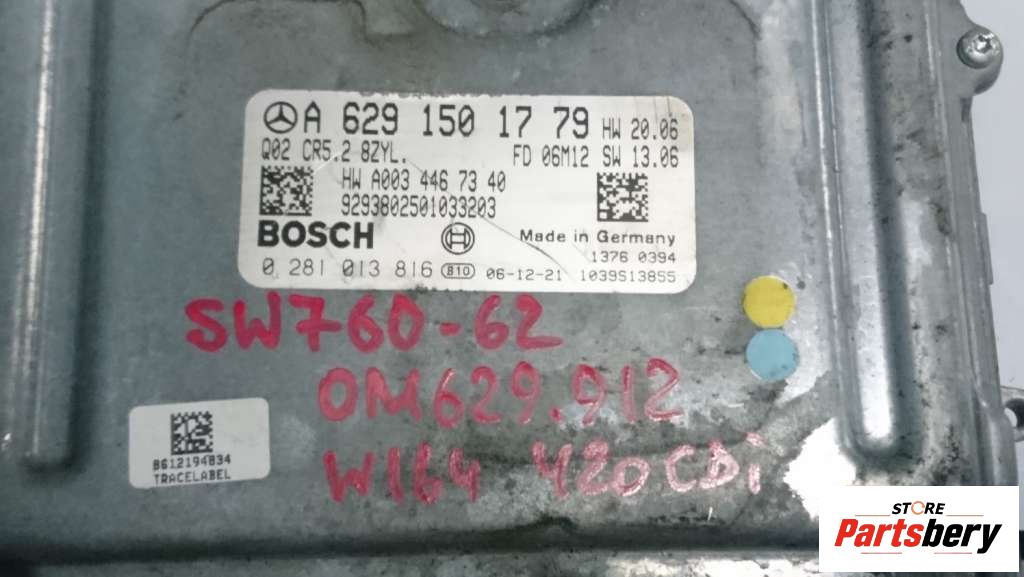 A 629 150 17 79 HW 20.06
Q02 CR5.2 8ZYL. FD 06M12 SW 13.06
HW A003 446 73 40
9293802501033203
BOSCH Made in Germany
1376 0394
0 281 013 816 810 06-12-21 1039S13855
SW760-62
OM629.912
W164 420CDi
B612194834
TRACELABEL
STORE
Partsbery